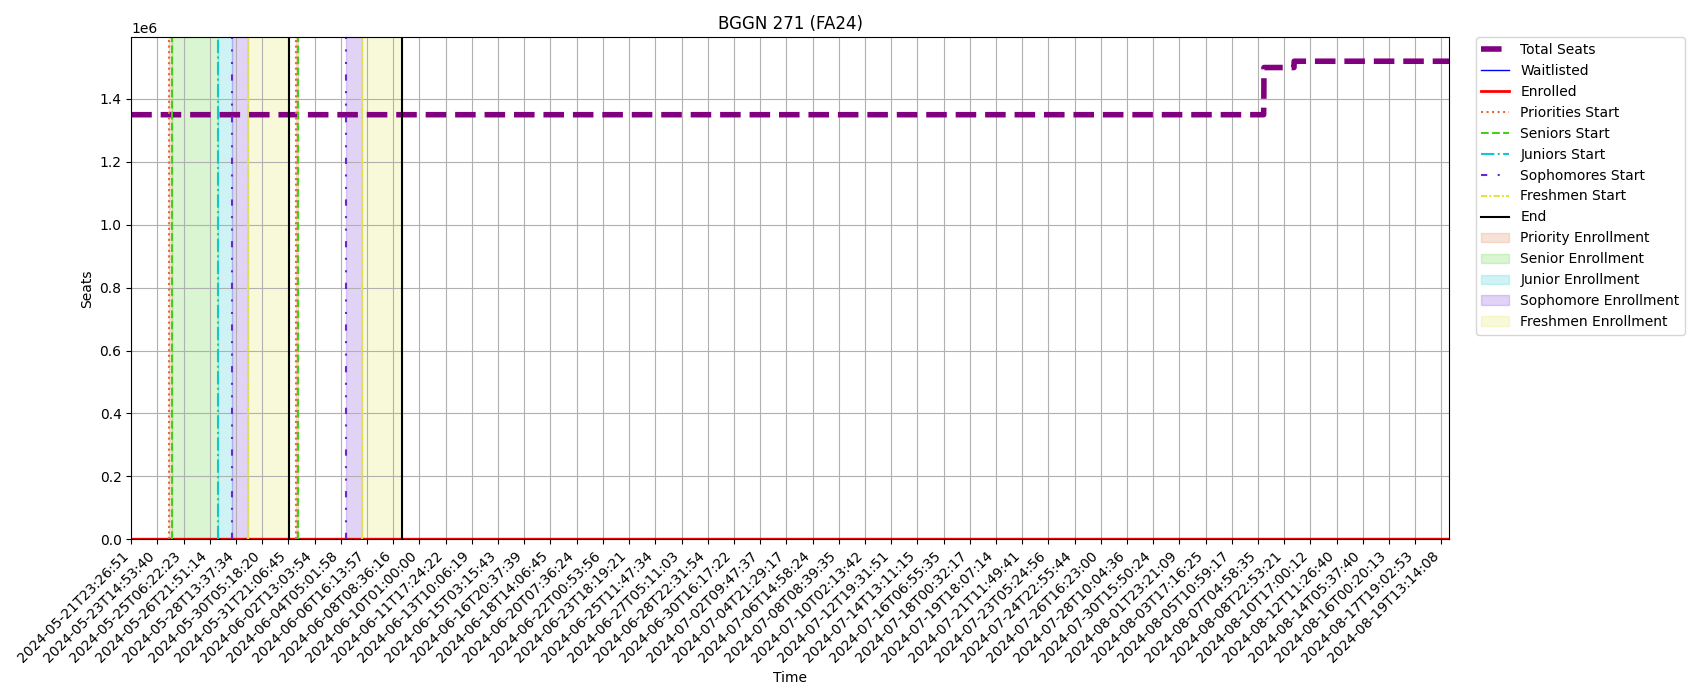 BGGN 271 (FA24)
1e6
1.4
1.2
1.0
0.8
0.6
0.4
0.2
0.0
Seats
2024-05-21T23:26:51
2024-05-23T14:53:40
2024-05-25T06:22:23
2024-05-26T21:51:14
2024-05-28T13:37:34
2024-05-30T05:18:20
2024-05-31T21:06:45
2024-06-02T13:03:54
2024-06-04T05:01:58
2024-06-06T16:13:57
2024-06-08T08:36:16
2024-06-10T01:00:00
2024-06-11T17:24:22
2024-06-13T10:06:19
2024-06-15T03:15:43
2024-06-16T20:37:39
2024-06-18T14:06:45
2024-06-20T07:36:24
2024-06-22T00:53:56
2024-06-23T18:19:21
2024-06-25T11:47:34
2024-06-27T05:11:03
2024-06-28T22:31:54
2024-06-30T16:17:22
2024-07-02T09:47:37
2024-07-04T21:29:17
2024-07-06T14:58:24
2024-07-08T08:39:35
2024-07-10T02:13:42
2024-07-12T19:31:51
2024-07-14T13:11:15
2024-07-16T06:55:35
2024-07-18T00:32:17
2024-07-19T18:07:14
2024-07-21T11:49:41
2024-07-23T05:24:56
2024-07-24T22:55:44
2024-07-26T16:23:00
2024-07-28T10:04:36
2024-07-30T15:50:24
2024-08-01T23:21:09
2024-08-03T17:16:25
2024-08-05T10:59:17
2024-08-07T04:58:35
2024-08-08T22:53:21
2024-08-10T17:00:12
2024-08-12T11:26:40
2024-08-14T05:37:40
2024-08-16T00:20:13
2024-08-17T19:02:53
2024-08-19T13:14:08
Time
Total Seats
Waitlisted
Enrolled
Priorities Start
Seniors Start
Juniors Start
Sophomores Start
Freshmen Start
End
Priority Enrollment
Senior Enrollment
Junior Enrollment
Sophomore Enrollment
Freshmen Enrollment